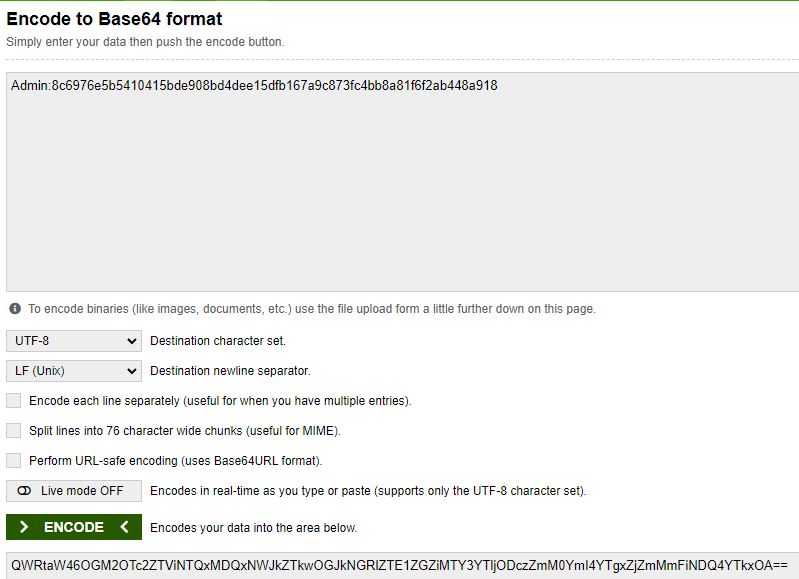 Encode to Base64 format
Simply enter your data then push the encode button.
Admin:8c6976e5b5410415bde908bd4dee15dfb167a9c873fc4bb8a81f6f2ab448a918
To encode binaries (like images, documents, etc.) use the file upload form a little further down on this page.
UTF-8 Destination character set.
LF (Unix) Destination newline separator.
Encode each line separately (useful for when you have multiple entries).
Split lines into 76 character wide chunks (useful for MIME).
Perform URL-safe encoding (uses Base64URL format).
Live mode OFF Encodes in real-time as you type or paste (supports only the UTF-8 character set).
ENCODE Encodes your data into the area below.
QWRtaW46OGM2OTc2ZTViNTQxMDQxNWJkZTkwOGJkNGRlZTE1ZGZiMTY3YTljODczZmM0YmI4YTgxZjZmMmFiNDQ4YTkxOA==